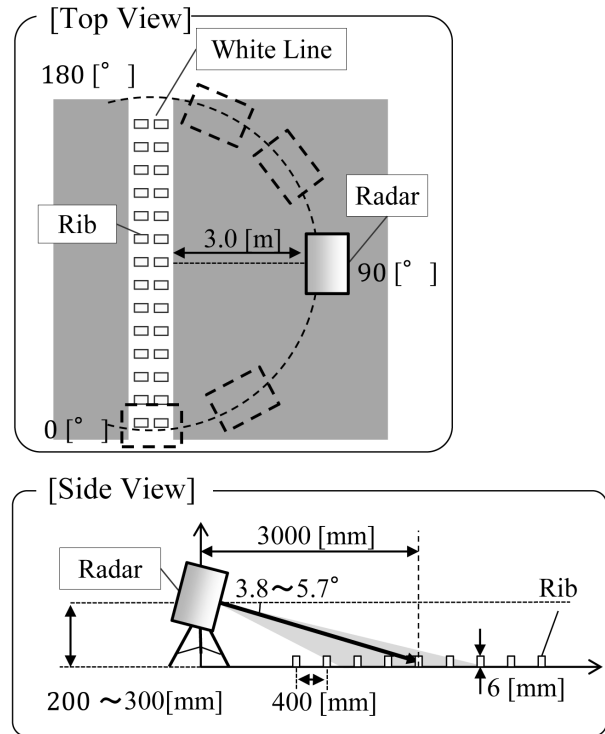 [Top View]
White Line
180 [°]
Rib
3.0 [m]
Radar
90 [°]
0 [°]
[Side View]
3000 [mm]
Radar
3.8～5.7°
Rib
200 ～300[mm]
400 [mm]
6 [mm]